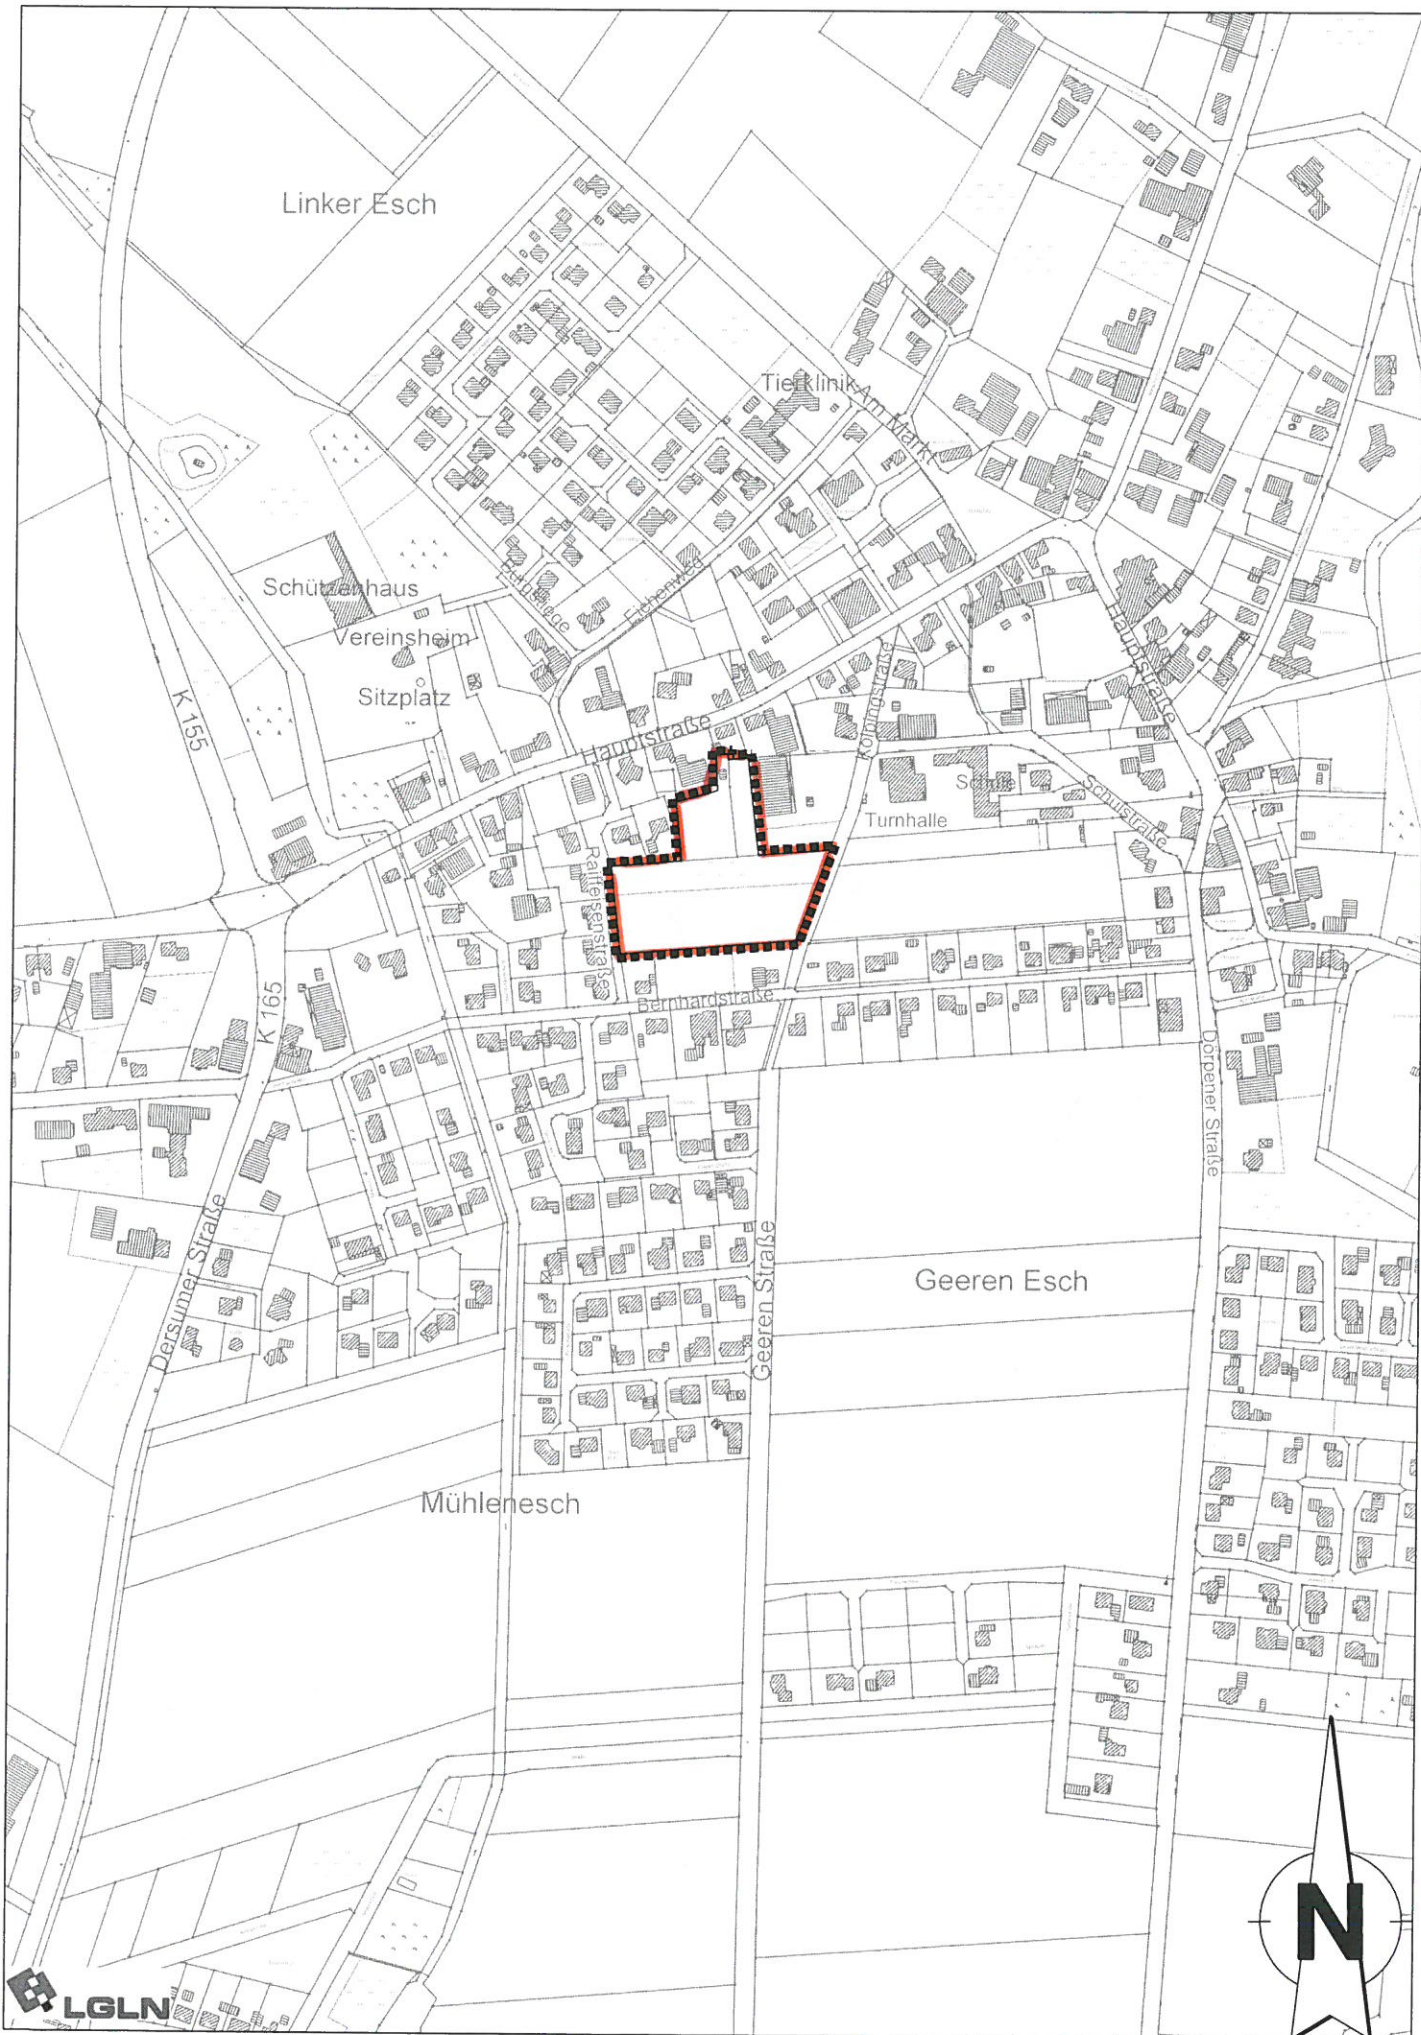 Linker Esch
Tierklinik
Am Markt
Schützenhaus
Vereinsheim
Sitzplatz
Burgwiege
Eichenweg
K 155
Hauptstraße
Kolpingstraße
Hauptstraße
Schule
Schulstraße
Turnhalle
Raiffeisenstraße
Bernhardstraße
K 165
Dörpener Straße
Dersumer Straße
Geeren Straße
Geeren Esch
Mühlenesch
N
LGLN